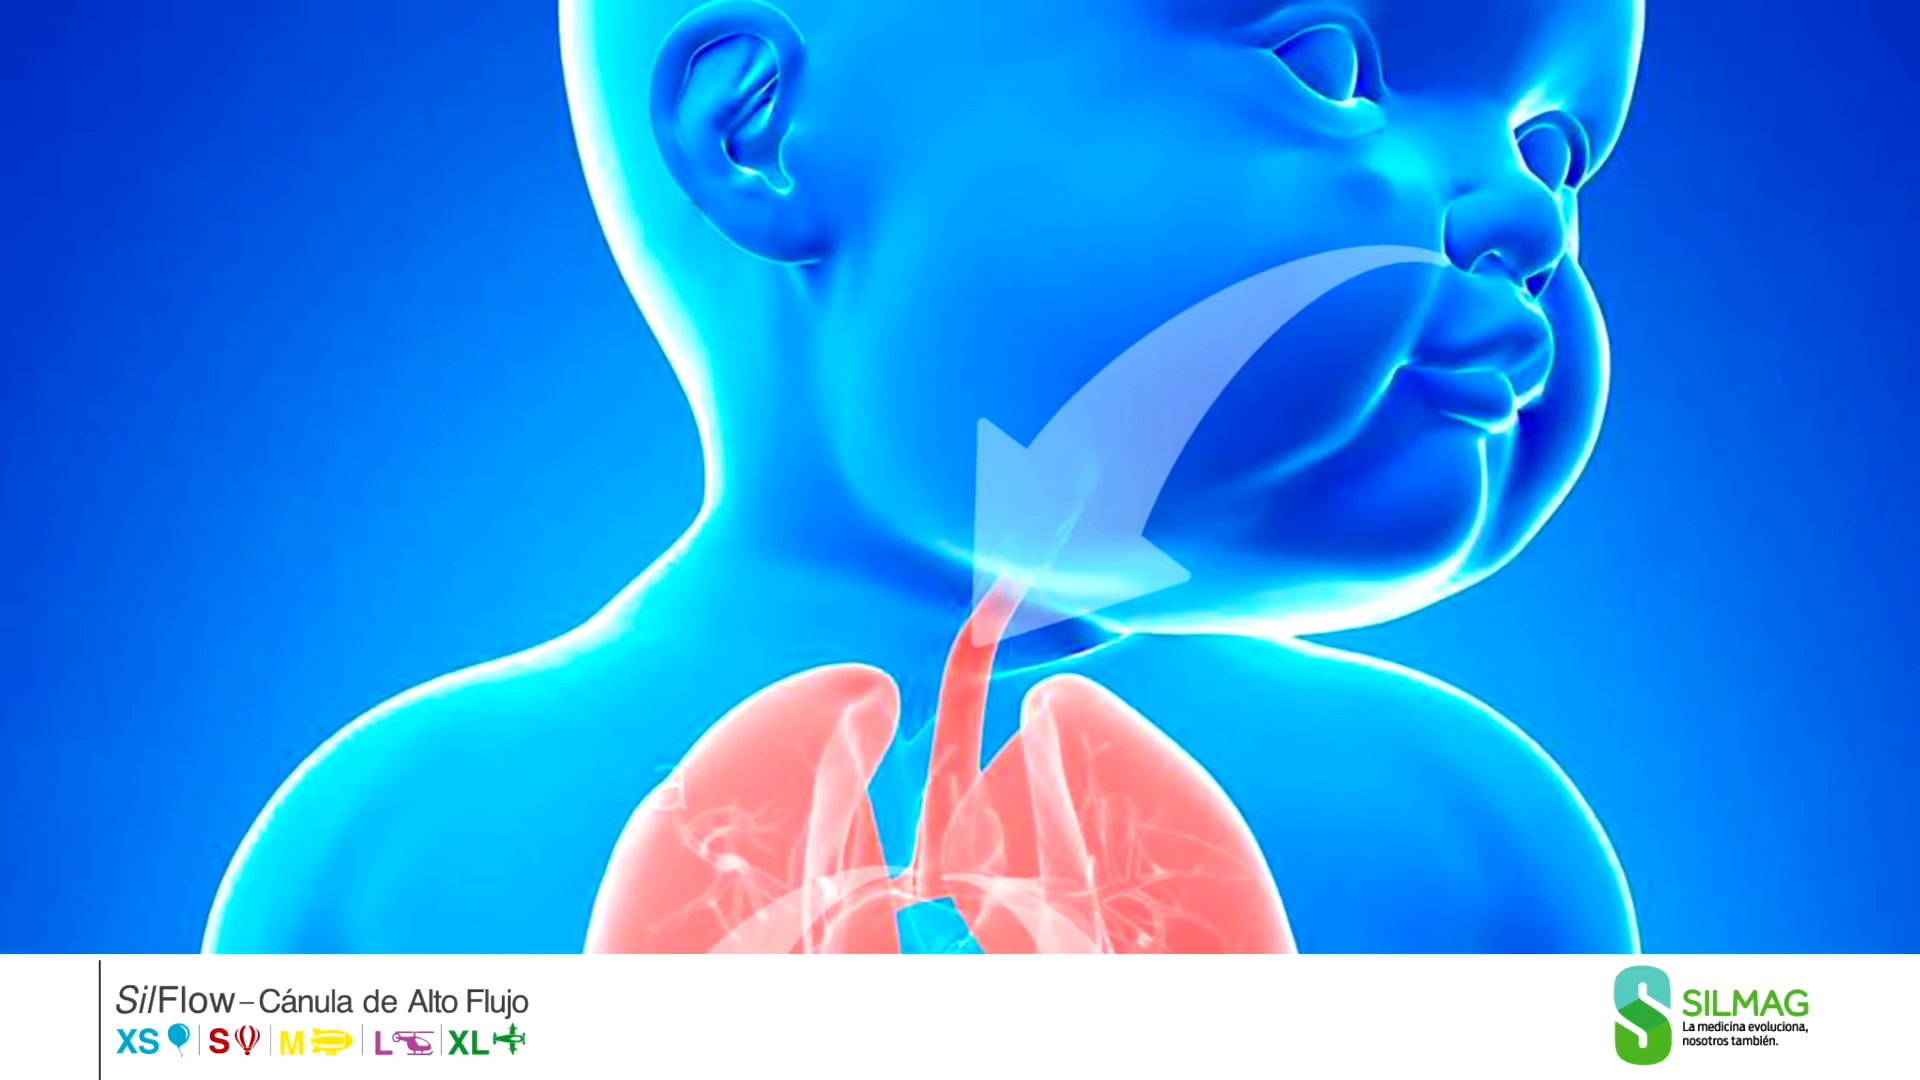 SilFlow – Cánula de Alto Flujo
XS | S | M | L | XL
SILMAG
La medicina evoluciona,
nosotros también.